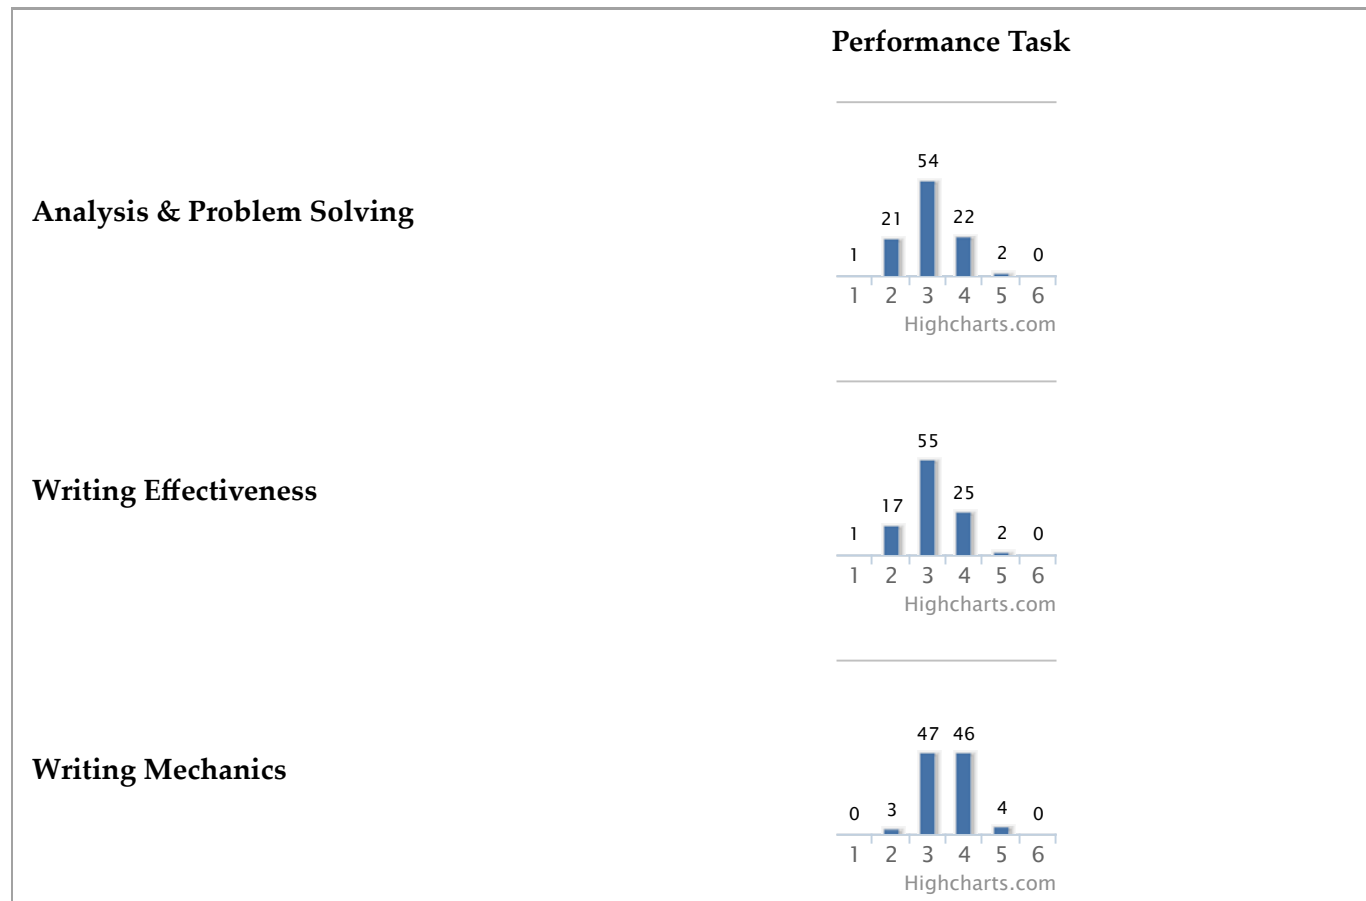 Performance Task
Analysis & Problem Solving
54
21 22
1 2 0
1 2 3 4 5 6
Highcharts.com
Writing Effectiveness
55
17 25
1 2 0
1 2 3 4 5 6
Highcharts.com
Writing Mechanics
47 46
0 3 4 0
1 2 3 4 5 6
Highcharts.com